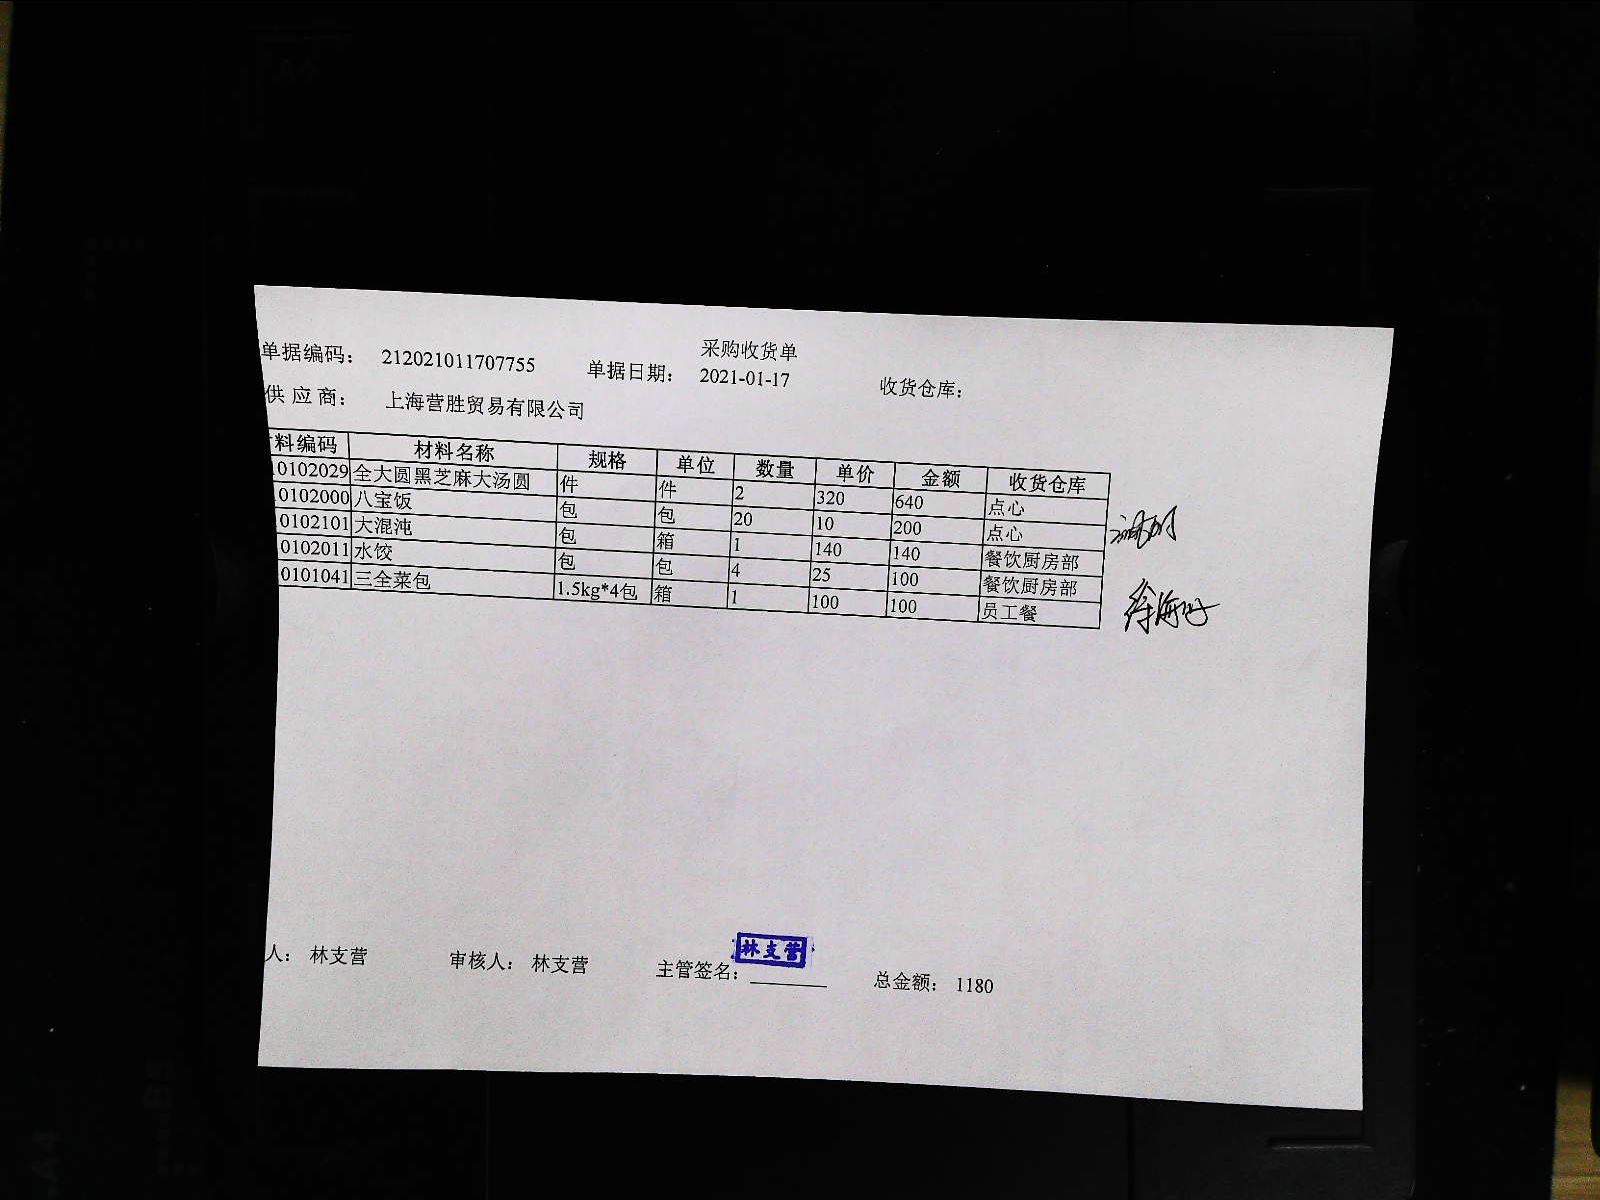 采购收货单
单据编码： 212021011707755 单据日期： 2021-01-17 收货仓库：
供 应 商： 上海营胜贸易有限公司
料编码 材料名称 规格 单位 数量 单价 金额 收货仓库
0102029 全大圆黑芝麻大汤圆 件 件 2 320 640 点心
0102000 八宝饭 包 包 20 10 200 点心
0102101 大混沌 包 箱 1 140 140 餐饮厨房部
0102011 水饺 包 包 4 25 100 餐饮厨房部
0101041 三全菜包 1.5kg*4包 箱 1 100 100 员工餐
人： 林支营 审核人： 林支营 主管签名： 林支营 总金额： 1180